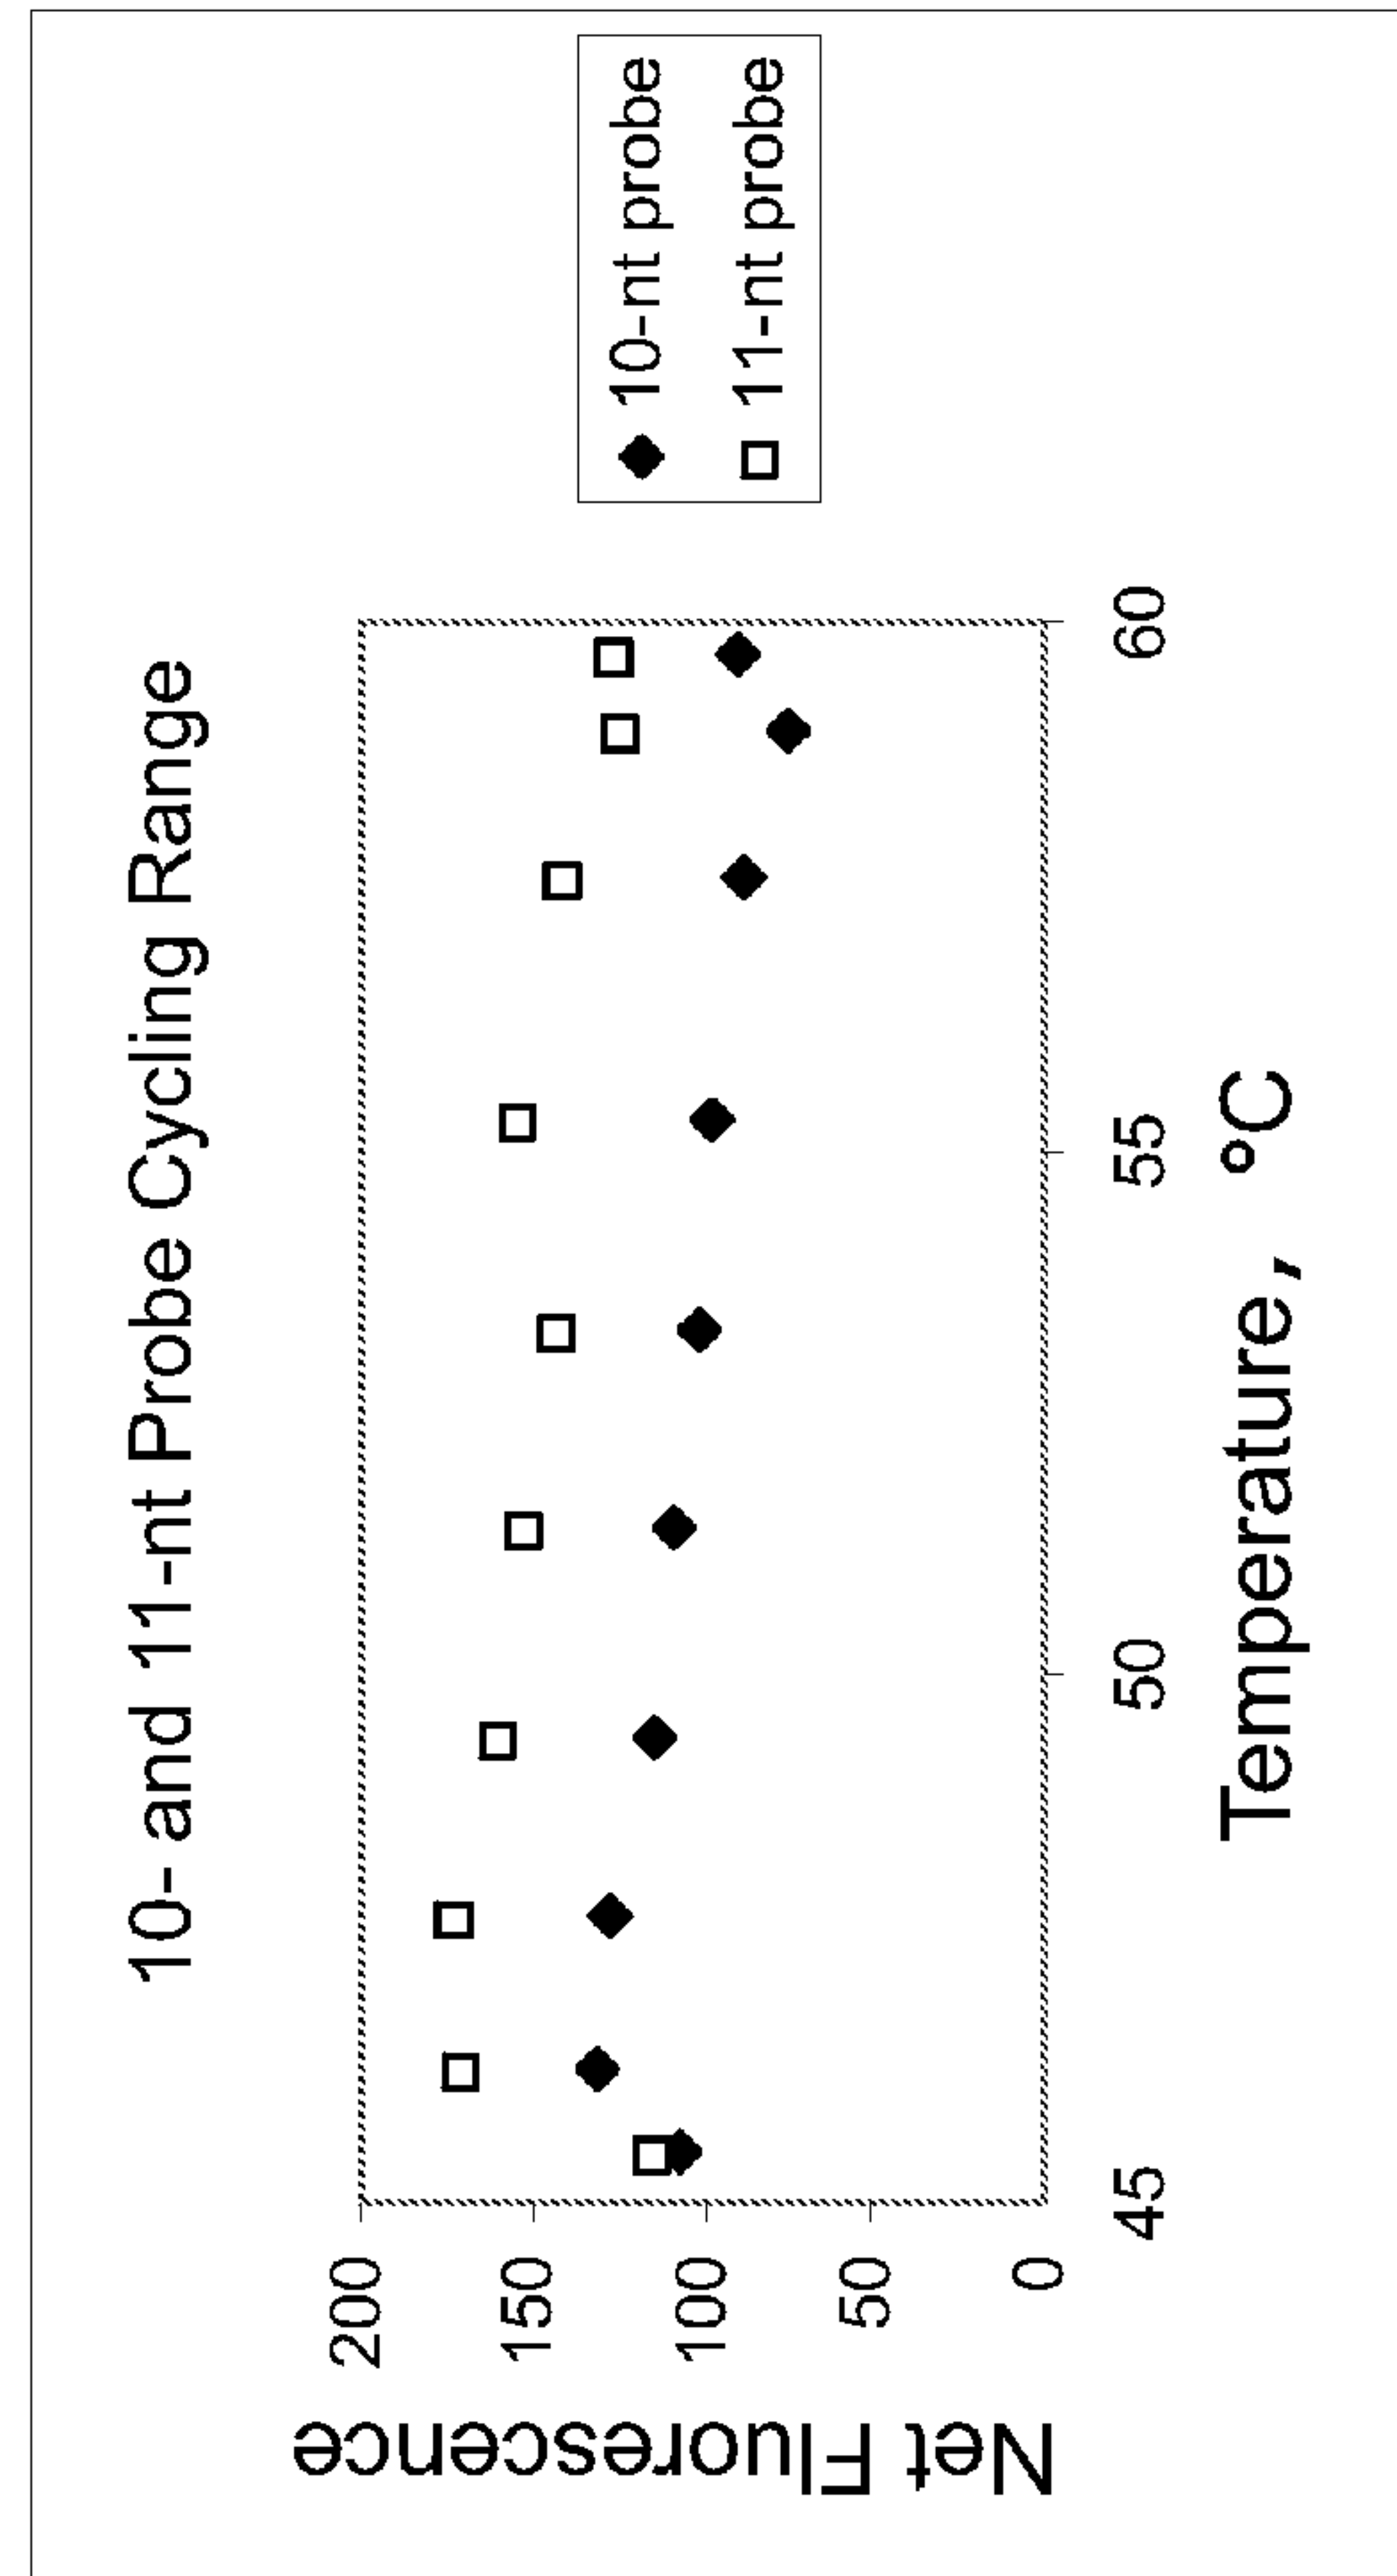 10- and 11-nt Probe Cycling Range
Net Fluorescence
200
150
100
50
0
45
50
55
60
Temperature, °C
10-nt probe
11-nt probe